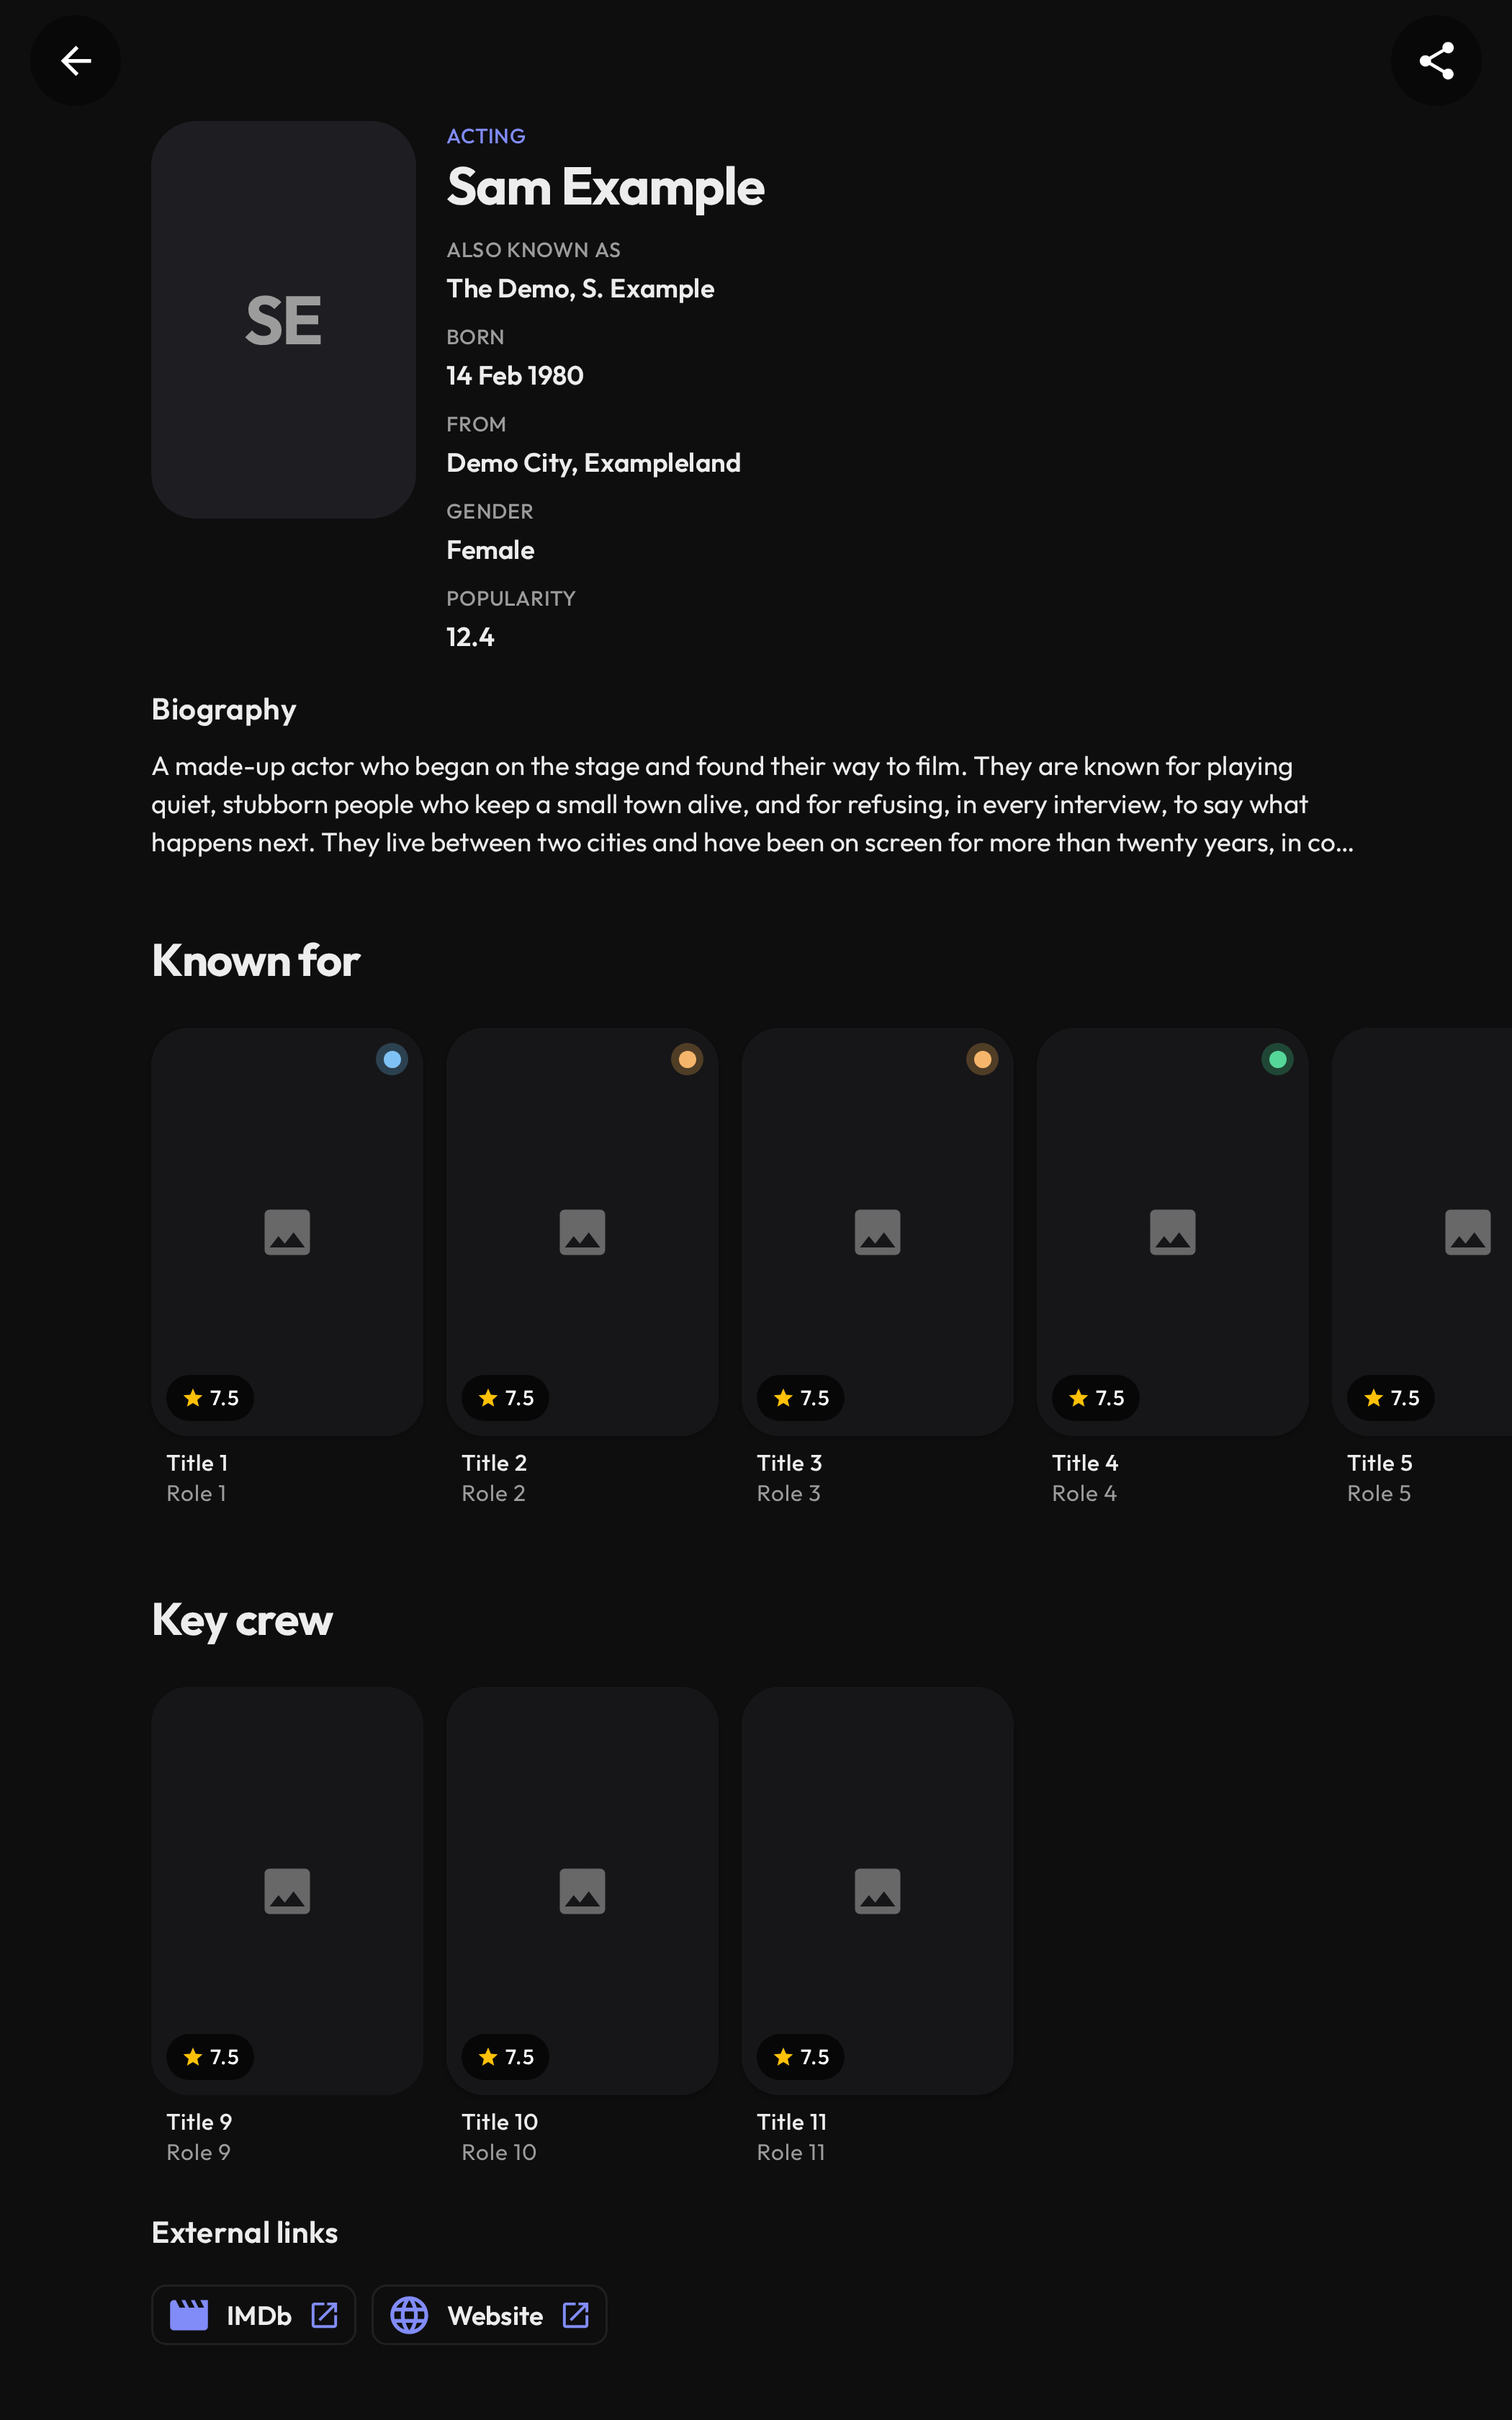 ACTING
Sam Example
ALSO KNOWN AS
The Demo, S. Example
BORN
14 Feb 1980
FROM
Demo City, Exampleland
GENDER
Female
POPULARITY
12.4
SE
Biography
A made-up actor who began on the stage and found their way to film. They are known for playing
quiet, stubborn people who keep a small town alive, and for refusing, in every interview, to say what
happens next. They live between two cities and have been on screen for more than twenty years, in co...
Known for
7.5
7.5
7.5
7.5
7.5
Title 1
Title 2
Title 3
Title 4
Title 5
Role 1
Role 2
Role 3
Role 4
Role 5
Key crew
7.5
7.5
7.5
Title 9
Title 10
Title 11
Role 9
Role 10
Role 11
External links
IMDb
Website